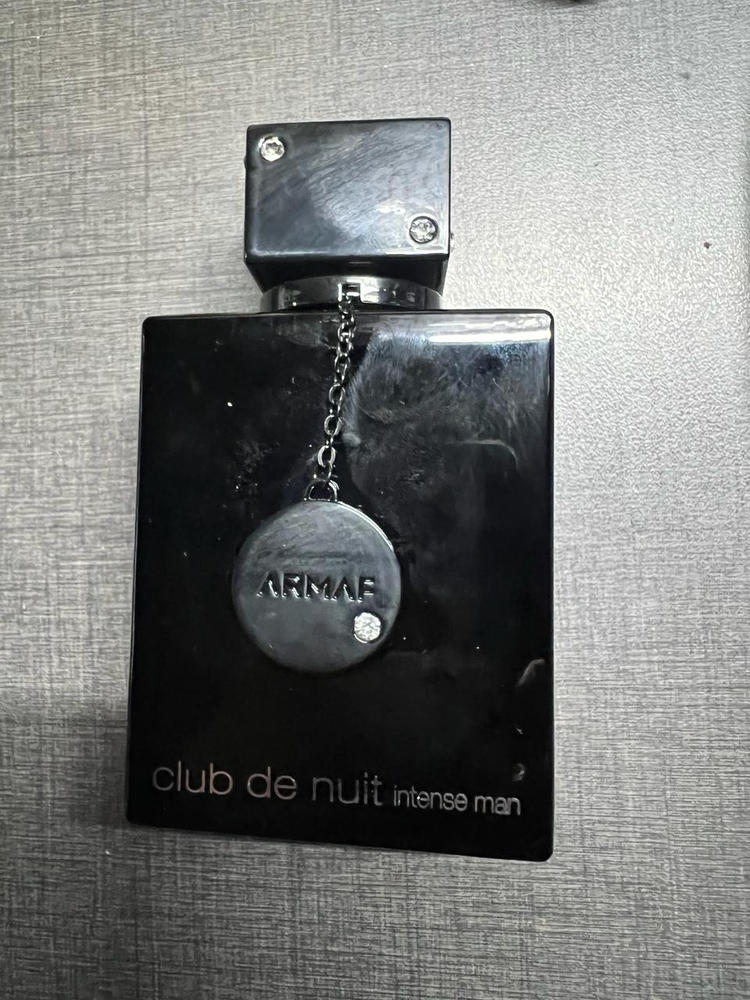 ARMAF
club de nuit intense man